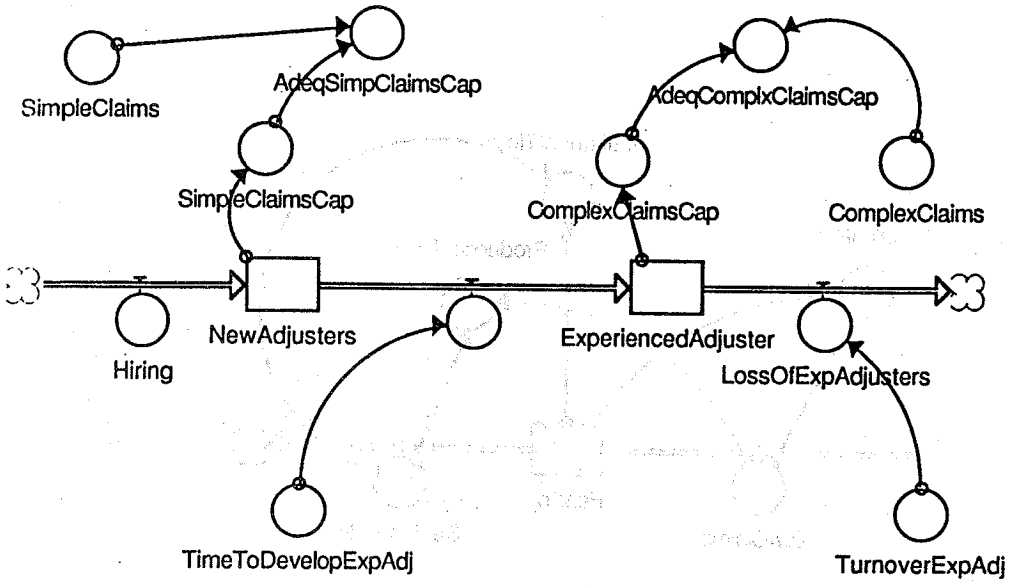 SimpleClaims
AdeqSimpClaimsCap
AdeqComplxClaimsCap
SimpleClaimsCap
ComplexClaimsCap
ComplexClaims
Hiring
NewAdjusters
ExperiencedAdjuster
LossOfExpAdjusters
TimeToDevelopExpAdj
TurnoverExpAdj